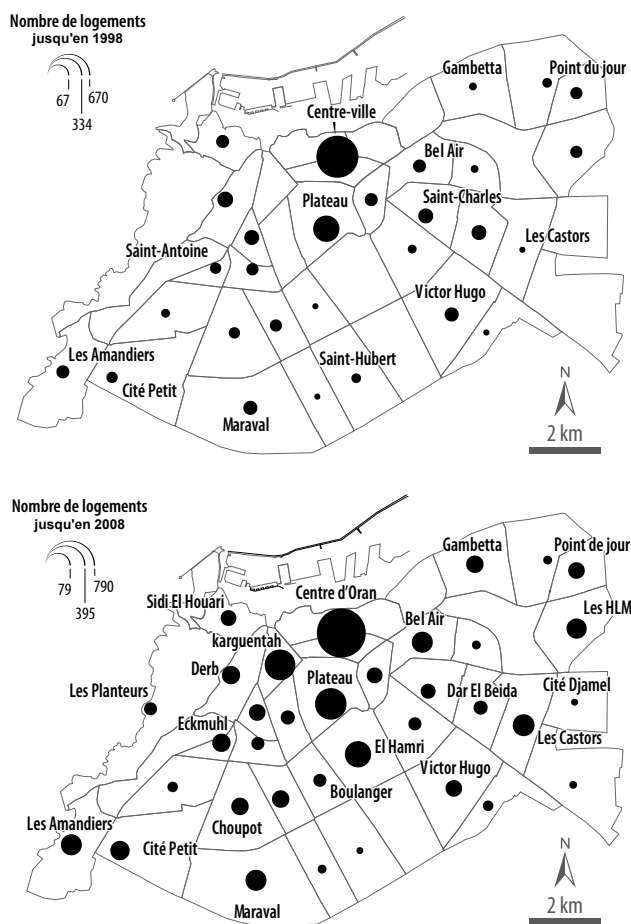 Nombre de logements
jusqu'en 1998
67
670
334
Gambetta
Point du jour
Centre-ville
Bel Air
Plateau
Saint-Charles
Saint-Antoine
Les Castors
Victor Hugo
Les Amandiers
Saint-Hubert
Cité Petit
Maraval
N
2 km
Nombre de logements
jusqu'en 2008
79
790
395
Gambetta
Point de jour
Sidi El Houari
Centre d'Oran
Les HLM
Bel Air
karguentah
Derb
Plateau
Les Planteurs
Dar El Beida
Cité Djamel
Eckmuhl
El Hamri
Les Castors
Victor Hugo
Boulanger
Les Amandiers
Choupot
Cité Petit
N
Maraval
2 km